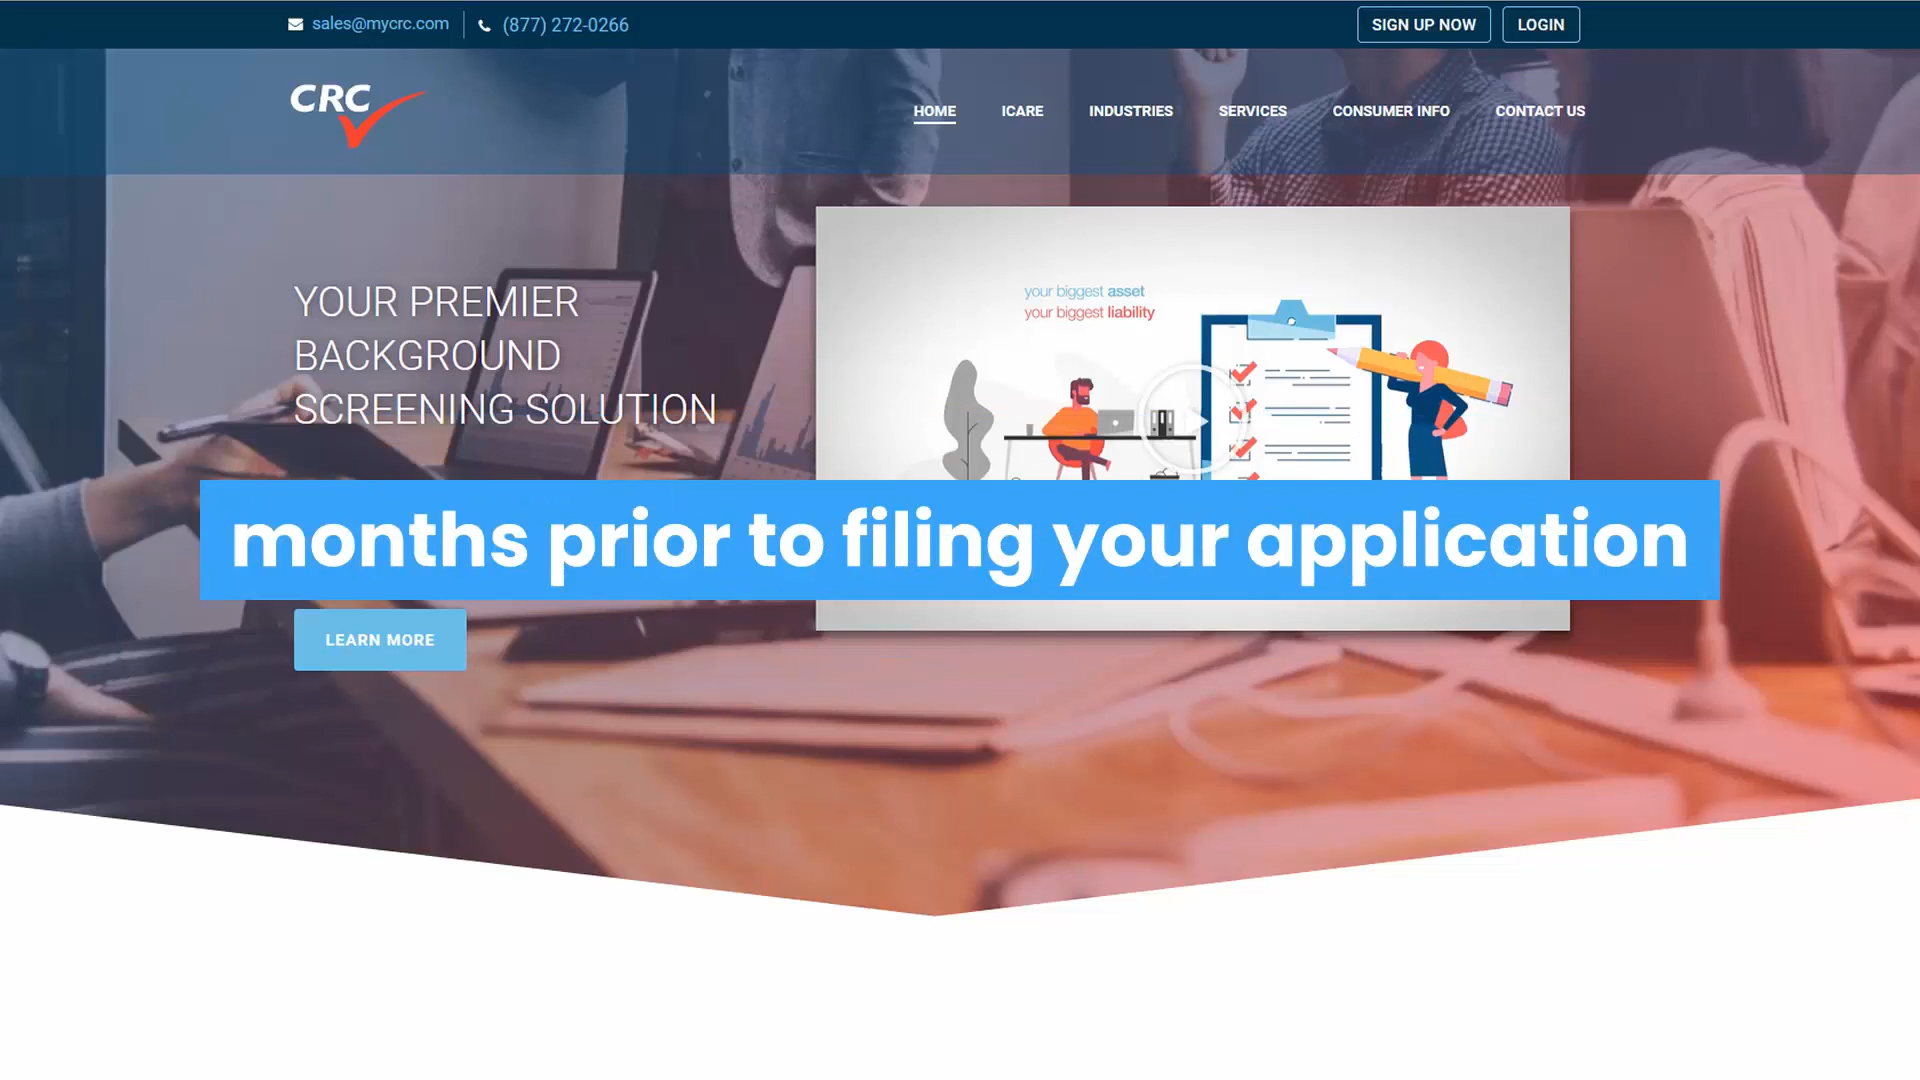 sales@mycrc.com
(877) 272-0266
SIGN UP NOW
LOGIN
CRC
HOME
ICARE
INDUSTRIES
SERVICES
CONSUMER INFO
CONTACT US
YOUR PREMIER
BACKGROUND
SCREENING SOLUTION
your biggest asset
your biggest liability
months prior to filing your application
LEARN MORE